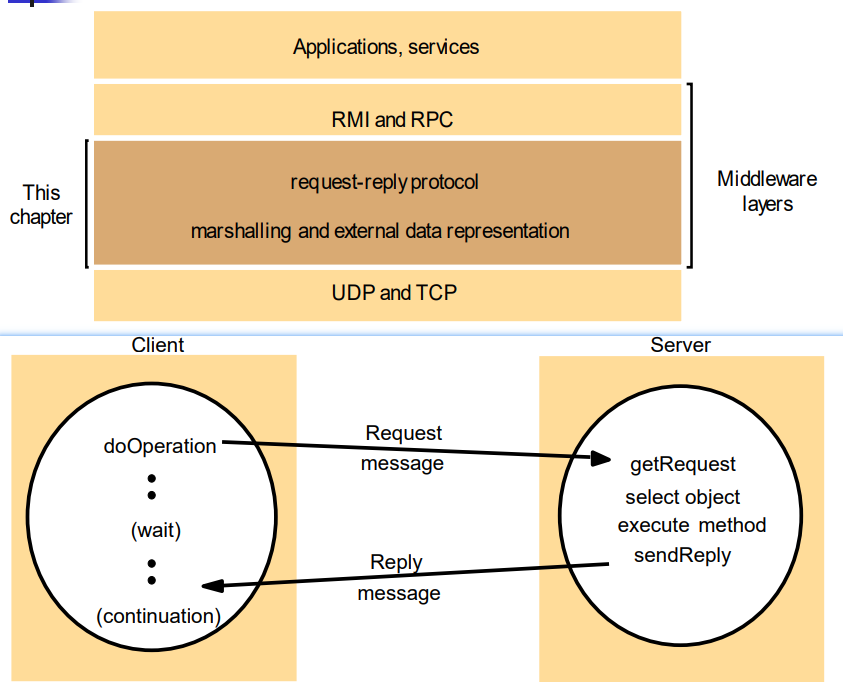 Applications, services
RMI and RPC
This
chapter
request-reply protocol
marshalling and external data representation
Middleware
layers
UDP and TCP
Client
Server
doOperation
(wait)
(continuation)
Request
message
Reply
message
getRequest
select object
execute method
sendReply